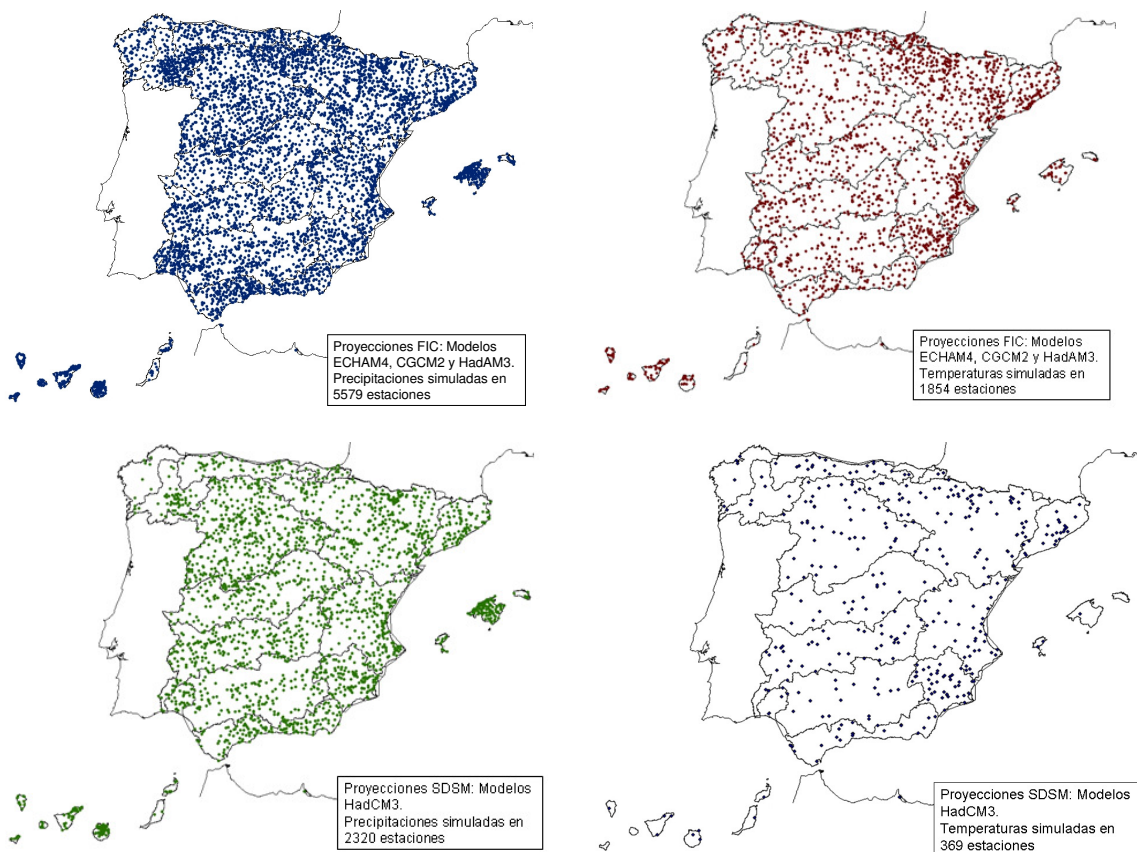 Proyecciones FIC: Modelos
ECHAM4, CGCM2 y HadAM3.
Precipitaciones simuladas en
5579 estaciones
Proyecciones FIC: Modelos
ECHAM4, CGCM2 y HadAM3.
Temperaturas simuladas en
1854 estaciones
Proyecciones SDSM: Modelos
HadCM3.
Precipitaciones simuladas en
2320 estaciones
Proyecciones SDSM: Modelos
HadCM3.
Temperaturas simuladas en
369 estaciones